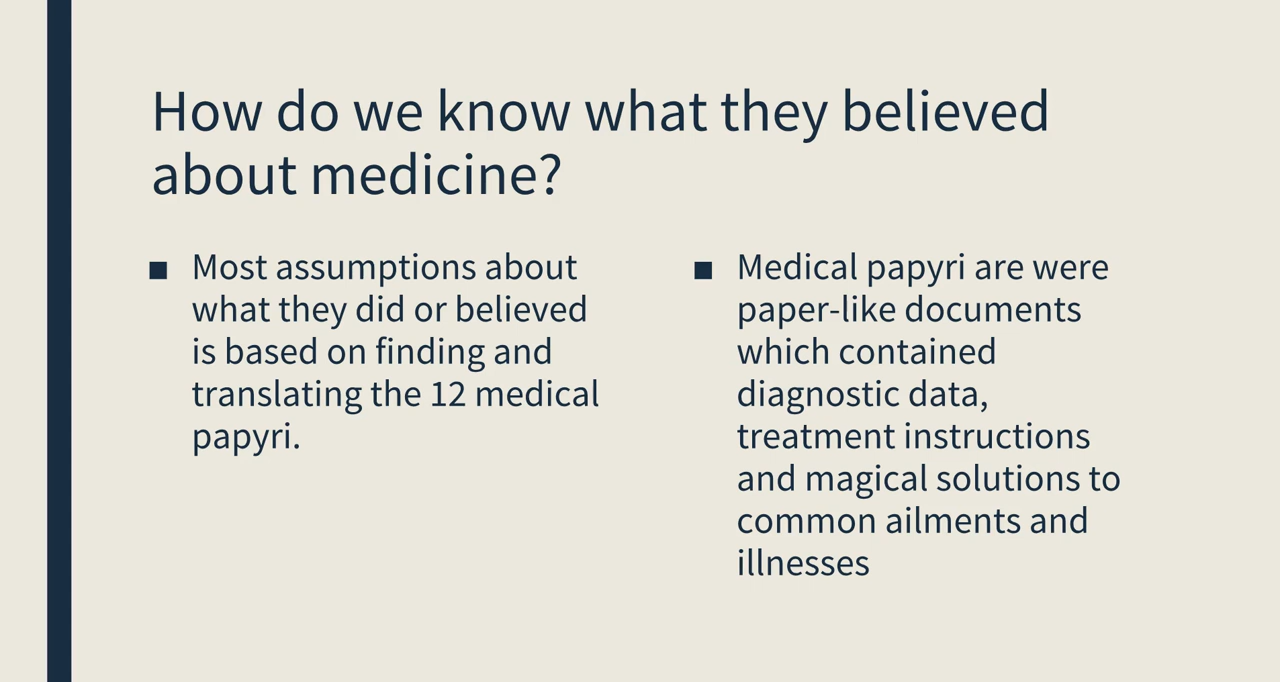 How do we know what they believed
about medicine?
■ Most assumptions about
what they did or believed
is based on finding and
translating the 12 medical
papyri.
■ Medical papyri are were
paper-like documents
which contained
diagnostic data,
treatment instructions
and magical solutions to
common ailments and
illnesses